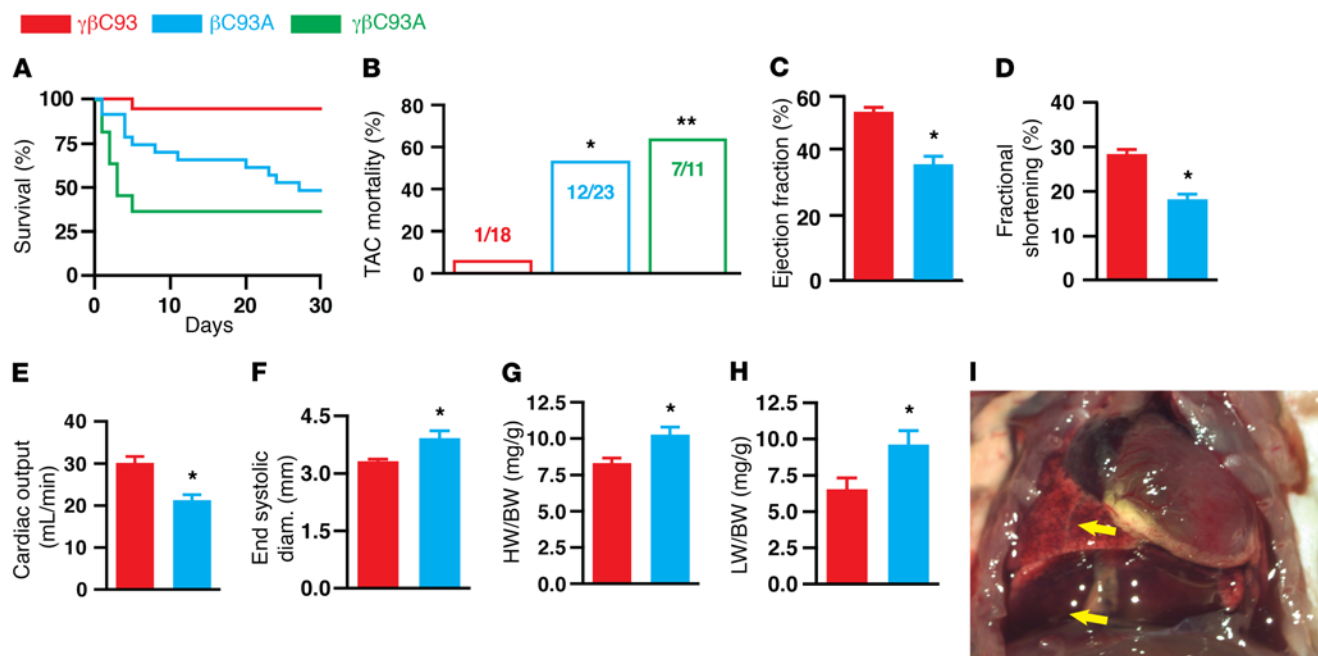 γβC93 βC93A γβC93A
A
100
75
50
25
0
Survival (%)
0 10 20 30
Days
B
80
60
40
20
0
TAC mortality (%)
1/18
*
12/23
**
7/11
C
60
40
20
0
Ejection fraction (%)
*
D
40
30
20
10
0
Fractional
shortening (%)
*
E
40
30
20
10
0
Cardiac output
(mL/min)
*
F
4.5
3.0
1.5
0.0
End systolic
diam. (mm)
*
G
12.5
10.0
7.5
5.0
2.5
0.0
HW/BW (mg/g)
*
H
12.5
10.0
7.5
5.0
2.5
0.0
LW/BW (mg/g)
*
I